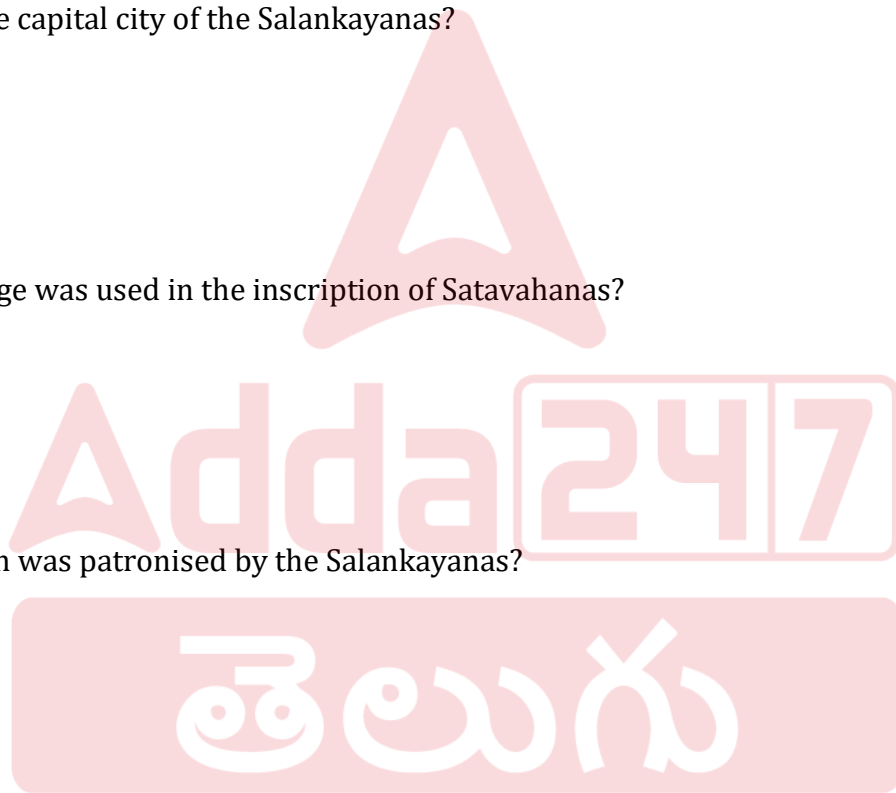 e capital city of the Salankayanas?
ge was used in the inscription of Satavahanas?
Adda247
n was patronised by the Salankayanas?
తెలుగు